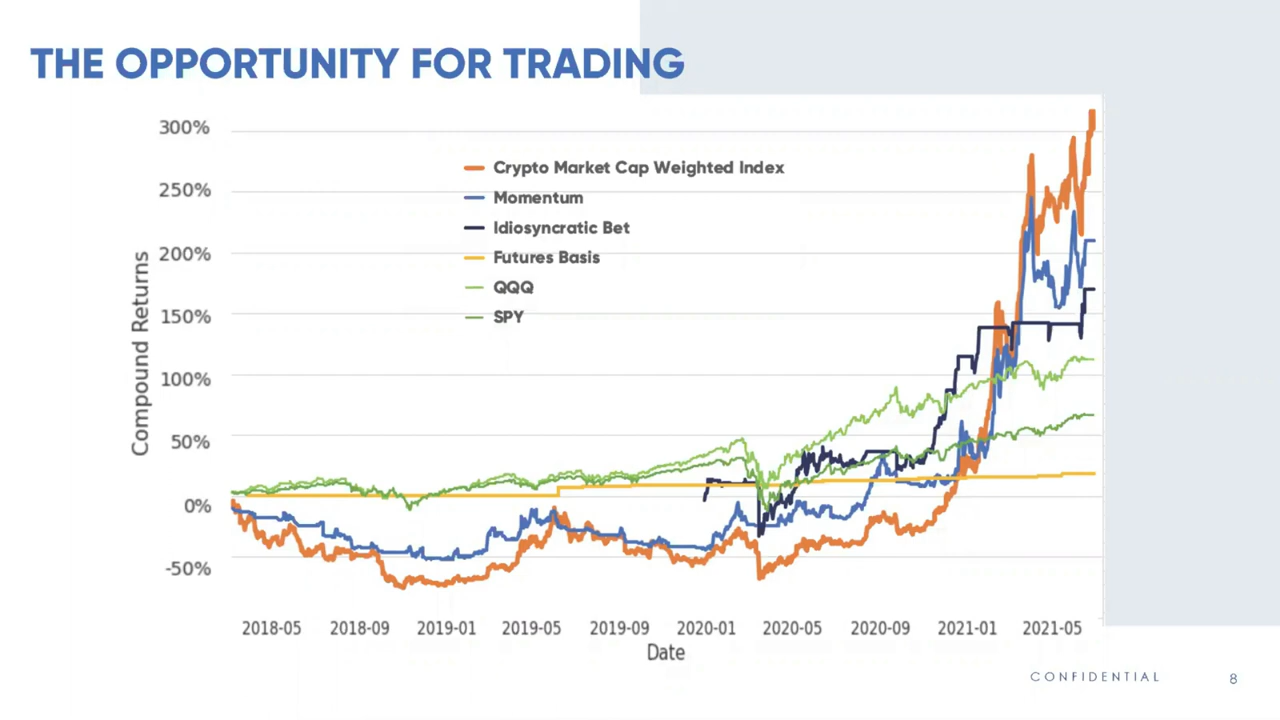 THE OPPORTUNITY FOR TRADING
300%
250%
200%
150%
100%
50%
0%
-50%
Compound Returns
Crypto Market Cap Weighted Index
Momentum
Idiosyncratic Bet
Futures Basis
QQQ
SPY
2018-05 2018-09 2019-01 2019-05 2019-09 2020-01 2020-05 2020-09 2021-01 2021-05
Date
CONFIDENTIAL 8